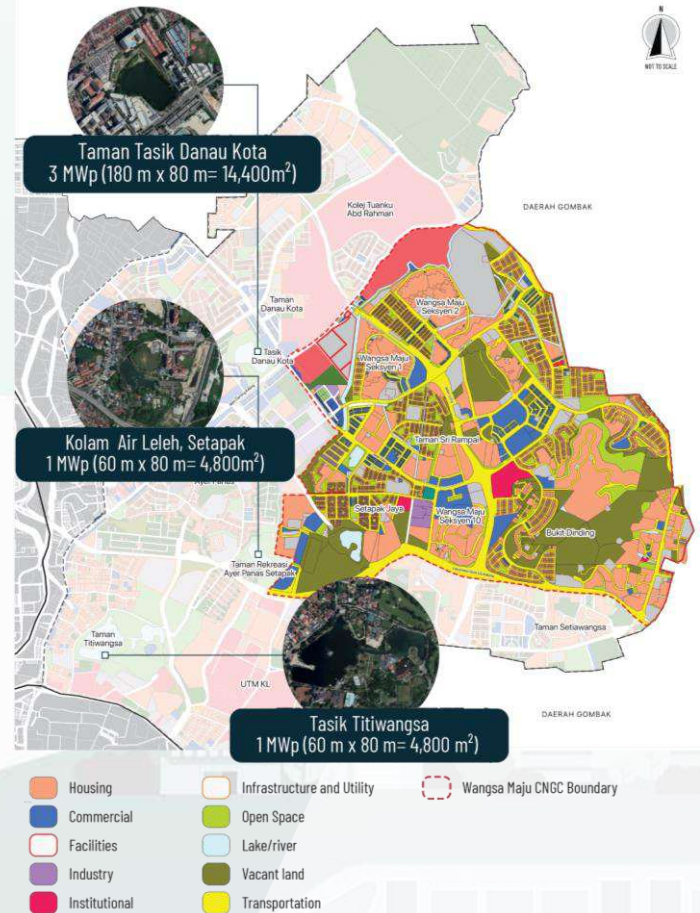 N
NOT TO SCALE
Taman Tasik Danau Kota
3 MWp (180 m x 80 m= 14,400m²)
DAERAH GOMBAK
Kolej Tuanku
Abd Rahman
Taman
Danau Kota
Wangsa Maju
Seksyen 2
Tasik
Danau Kota
Wangsa Maju
Seksyen 1
Kolam Air Leleh, Setapak
1 MWp (60 m x 80 m= 4,800m²)
Taman Sri Rampai
Ayer Panas
Setapak Jaya
Wangsa Maju
Seksyen 10
Bukit Dinding
Taman Rekreasi
Ayer Panas Setapak
Taman
Titiwangsa
Taman Setiawangsa
UTM KL
Tasik Titiwangsa
1 MWp (60 m x 80 m= 4,800 m²)
DAERAH GOMBAK
Housing
Infrastructure and Utility
Wangsa Maju CNGC Boundary
Commercial
Open Space
Facilities
Lake/river
Industry
Vacant land
Institutional
Transportation